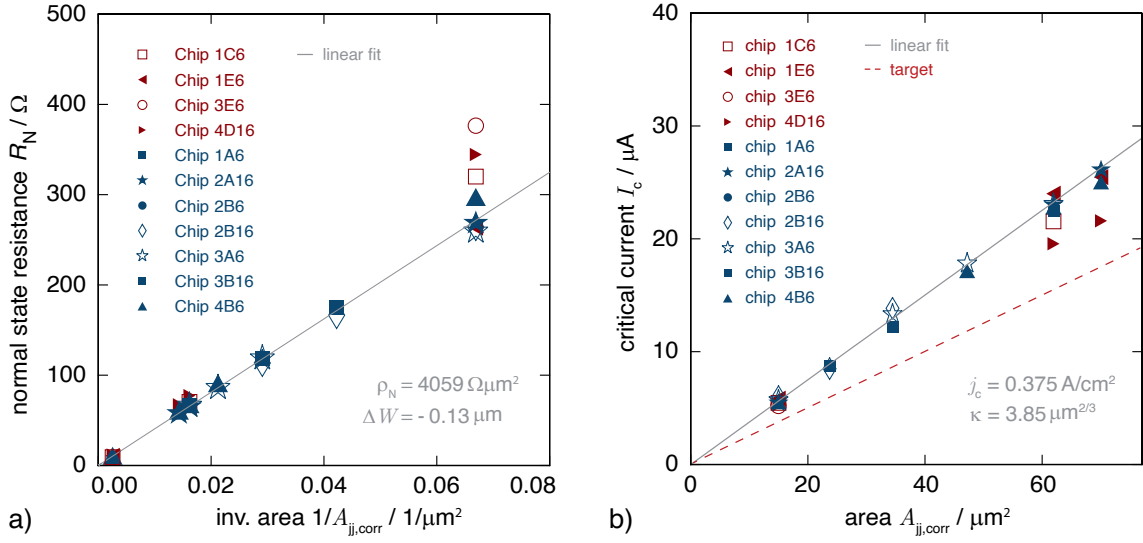 500
400
300
200
100
0
normal state resistance R_N / Ω
Chip 1C6
Chip 1E6
Chip 3E6
Chip 4D16
Chip 1A6
Chip 2A16
Chip 2B6
Chip 2B16
Chip 3A6
Chip 3B16
Chip 4B6
linear fit
ρ_N = 4059 Ωμm²
ΔW = - 0.13 μm
0.00 0.02 0.04 0.06 0.08
inv. area 1/A_jj,corr / 1/μm²
a)
40
30
20
10
0
critical current I_c / μA
chip 1C6
chip 1E6
chip 3E6
chip 4D16
chip 1A6
chip 2A16
chip 2B6
chip 2B16
chip 3A6
chip 3B16
chip 4B6
linear fit
target
j_c = 0.375 A/cm²
κ = 3.85 μm^2/3
0 20 40 60
area A_jj,corr / μm²
b)